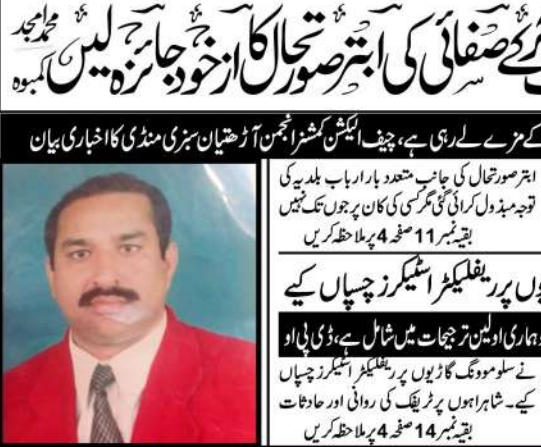 کے صفائی کی ابتر صورتحال کا از خود جائزہ لیں
محمد امجد
کمبوہ
کے مزے لے رہی ہے، چیف الیکشن کمشنر انجمن آڑھتیان سبزی منڈی کا اخباری بیان
ابتر صورتحال کی جانب متعدد بار ارباب بلدیہ کی
توجہ مبذول کرائی گئی مگر کسی کی کان پر جوں تک نہیں
بقیہ نمبر 11 صفحہ 4 پر ملاحظہ کریں
وں پر ریفلیکٹر اسٹیکرز چسپاں کیے
ہماری اولین ترجیحات میں شامل ہے، ڈی پی او
نے سلو موونگ گاڑیوں پر ریفلیکٹر اسٹیکرز چسپاں
کیے۔ شاہراہوں پر ٹریفک کی روانی اور حادثات
بقیہ نمبر 14 صفحہ 4 پر ملاحظہ کریں